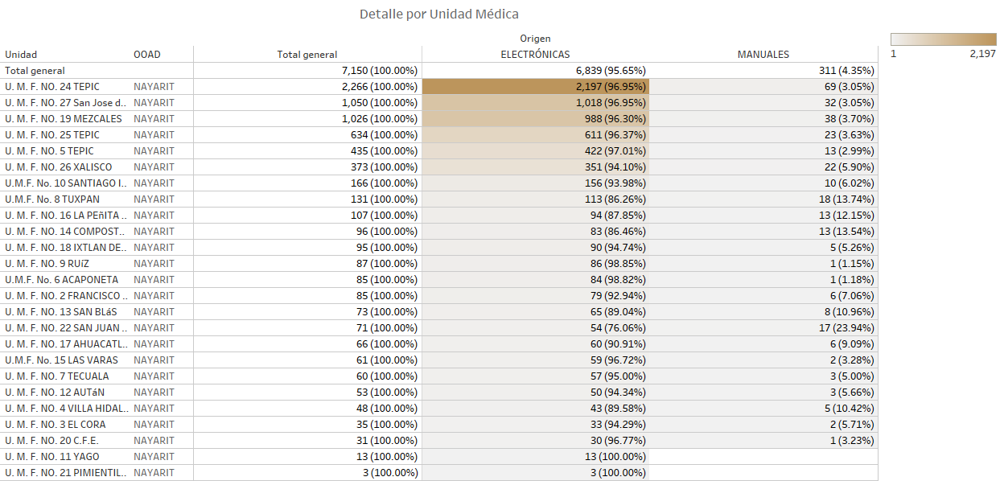 Detalle por Unidad Médica
Origen
Unidad OOAD Total general ELECTRÓNICAS MANUALES
1 2,197
Total general 7,150 (100.00%) 6,839 (95.65%) 311 (4.35%)
U. M. F. NO. 24 TEPIC NAYARIT 2,266 (100.00%) 2,197 (96.95%) 69 (3.05%)
U. M. F. NO. 27 San Jose d.. NAYARIT 1,050 (100.00%) 1,018 (96.95%) 32 (3.05%)
U. M. F. NO. 19 MEZCALES NAYARIT 1,026 (100.00%) 988 (96.30%) 38 (3.70%)
U. M. F. NO. 25 TEPIC NAYARIT 634 (100.00%) 611 (96.37%) 23 (3.63%)
U. M. F. NO. 5 TEPIC NAYARIT 435 (100.00%) 422 (97.01%) 13 (2.99%)
U. M. F. NO. 26 XALISCO NAYARIT 373 (100.00%) 351 (94.10%) 22 (5.90%)
U.M.F. No. 10 SANTIAGO I.. NAYARIT 166 (100.00%) 156 (93.98%) 10 (6.02%)
U.M.F. No. 8 TUXPAN NAYARIT 131 (100.00%) 113 (86.26%) 18 (13.74%)
U. M. F. NO. 16 LA PEñITA .. NAYARIT 107 (100.00%) 94 (87.85%) 13 (12.15%)
U. M. F. NO. 14 COMPOST.. NAYARIT 96 (100.00%) 83 (86.46%) 13 (13.54%)
U. M. F. NO. 18 IXTLAN DE.. NAYARIT 95 (100.00%) 90 (94.74%) 5 (5.26%)
U. M. F. NO. 9 RUíZ NAYARIT 87 (100.00%) 86 (98.85%) 1 (1.15%)
U.M.F. No. 6 ACAPONETA NAYARIT 85 (100.00%) 84 (98.82%) 1 (1.18%)
U. M. F. NO. 2 FRANCISCO .. NAYARIT 85 (100.00%) 79 (92.94%) 6 (7.06%)
U. M. F. NO. 13 SAN BLáS NAYARIT 73 (100.00%) 65 (89.04%) 8 (10.96%)
U. M. F. NO. 22 SAN JUAN .. NAYARIT 71 (100.00%) 54 (76.06%) 17 (23.94%)
U. M. F. NO. 17 AHUACATL.. NAYARIT 66 (100.00%) 60 (90.91%) 6 (9.09%)
U.M.F. No. 15 LAS VARAS NAYARIT 61 (100.00%) 59 (96.72%) 2 (3.28%)
U. M. F. NO. 7 TECUALA NAYARIT 60 (100.00%) 57 (95.00%) 3 (5.00%)
U. M. F. NO. 12 AUTáN NAYARIT 53 (100.00%) 50 (94.34%) 3 (5.66%)
U. M. F. NO. 4 VILLA HIDAL.. NAYARIT 48 (100.00%) 43 (89.58%) 5 (10.42%)
U. M. F. NO. 3 EL CORA NAYARIT 35 (100.00%) 33 (94.29%) 2 (5.71%)
U. M. F. NO. 20 C.F.E. NAYARIT 31 (100.00%) 30 (96.77%) 1 (3.23%)
U. M. F. NO. 11 YAGO NAYARIT 13 (100.00%) 13 (100.00%)
U. M. F. NO. 21 PIMIENTIL.. NAYARIT 3 (100.00%) 3 (100.00%)